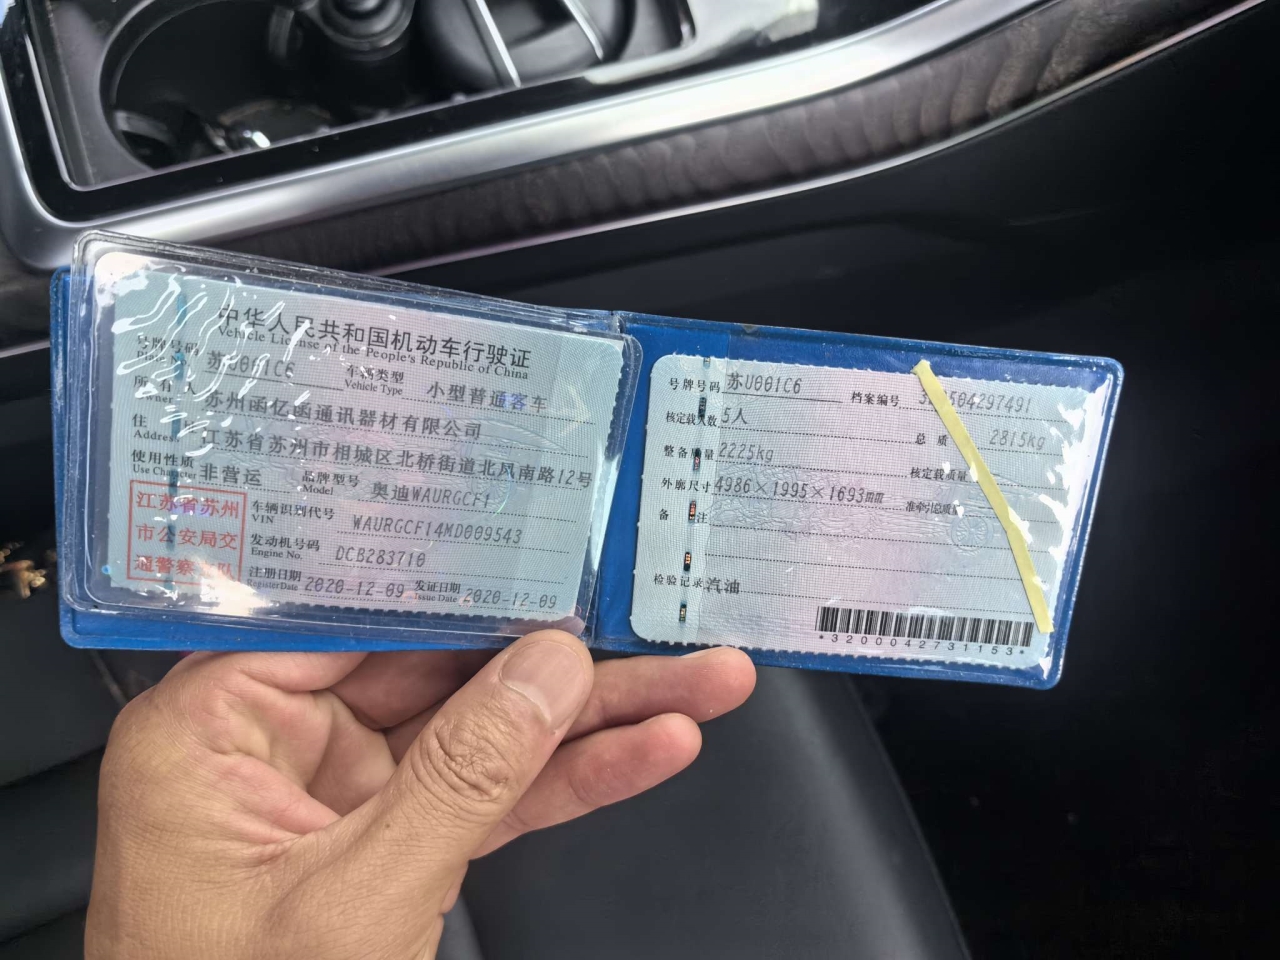 中华人民共和国机动车行驶证
Vehicle License of the People's Republic of China
号牌号码 苏U001C6 车辆类型 小型普通客车
Plate No. Vehicle Type
所有人 苏州函亿函通讯器材有限公司
Owner
住址 江苏省苏州市相城区北桥街道北凤南路12号
Address
使用性质 非营运 品牌型号 奥迪WAURGCF1
Use Character Model
江苏省苏州
市公安局交
通警察支队
车辆识别代号 WAURGCF14MD009543
VIN
发动机号码 DCB283710
Engine No.
注册日期 2020-12-09 发证日期 2020-12-09
Register Date Issue Date
号牌号码 苏U001C6 档案编号
核定载人数 5人 总质 2815kg
整备质量 2225kg 核定载质量
外廓尺寸 4986×1995×1693mm 准牵引总质量
备注
检验记录 汽油
*3200042731153*